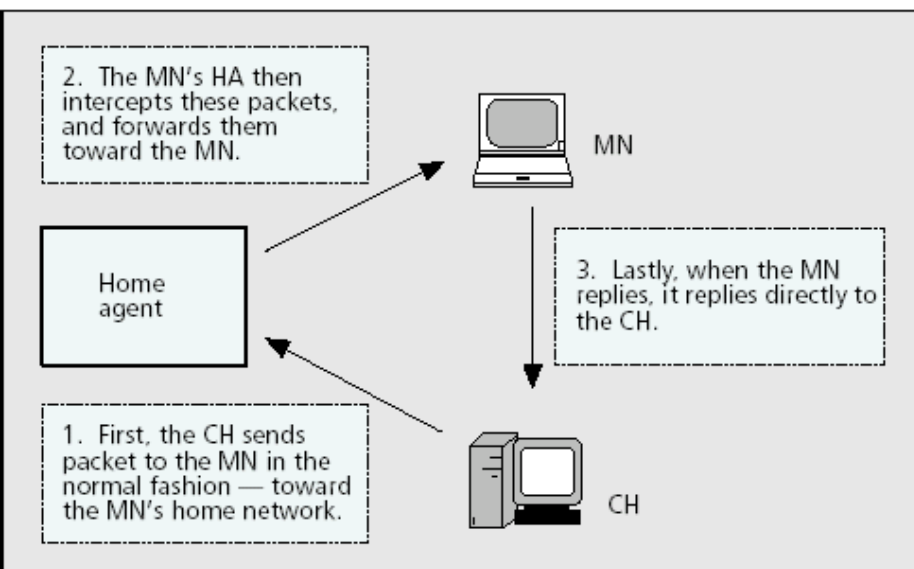 2. The MN's HA then
intercepts these packets,
and forwards them
toward the MN.
MN
Home
agent
3. Lastly, when the MN
replies, it replies directly to
the CH.
1. First, the CH sends
packet to the MN in the
normal fashion — toward
the MN's home network.
CH